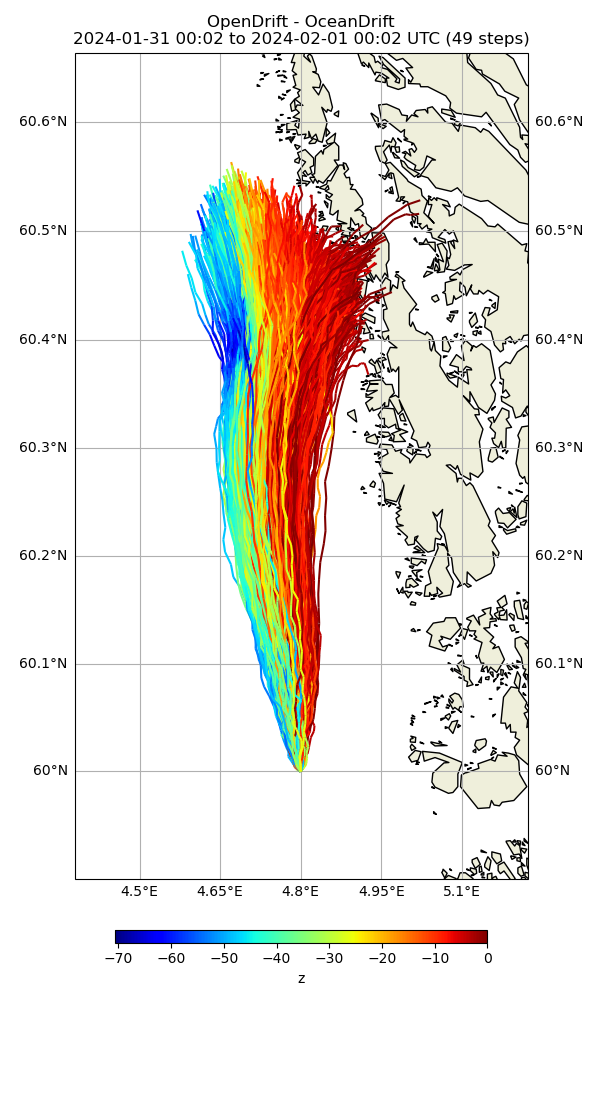 OpenDrift - OceanDrift
2024-01-31 00:02 to 2024-02-01 00:02 UTC (49 steps)
60.6°N 60.6°N
60.5°N 60.5°N
60.4°N 60.4°N
60.3°N 60.3°N
60.2°N 60.2°N
60.1°N 60.1°N
60°N 60°N
4.5°E 4.65°E 4.8°E 4.95°E 5.1°E
−70 −60 −50 −40 −30 −20 −10 0
z